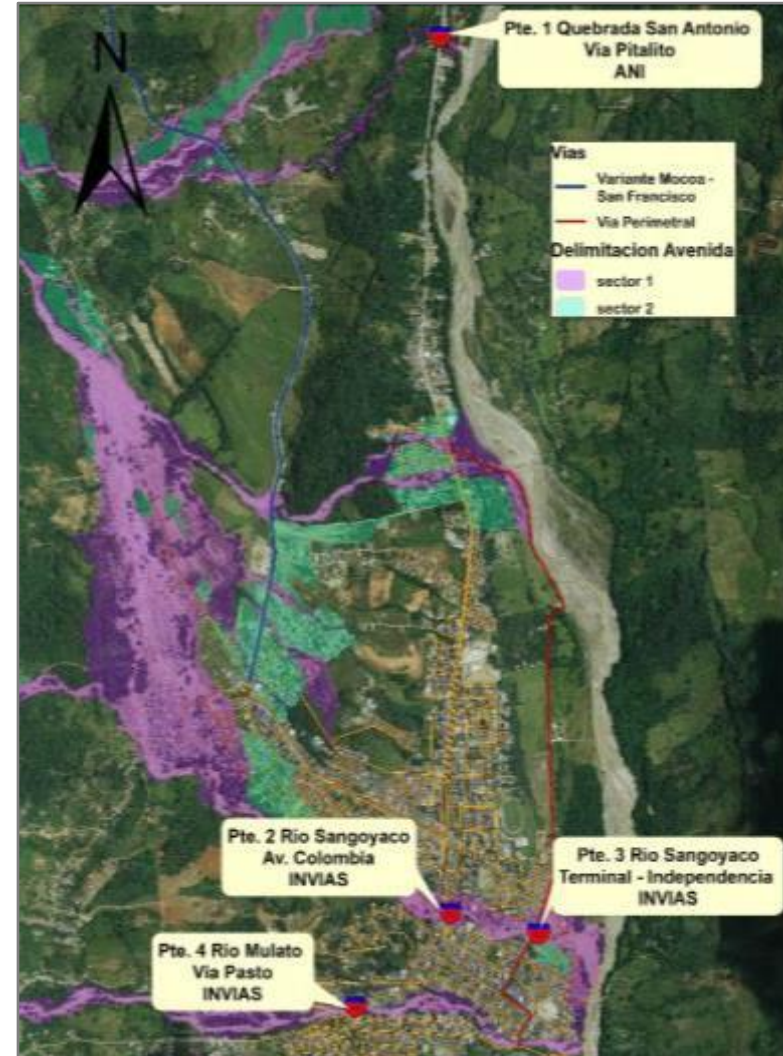 N
Pte. 1 Quebrada San Antonio
Via Pitalito
ANI
Vias
Variante Mocoa -
San Francisco
Via Perimetral
Delimitacion Avenida
sector 1
sector 2
Pte. 2 Rio Sangoyaco
Av. Colombia
INVIAS
Pte. 3 Rio Sangoyaco
Terminal - Independencia
INVIAS
Pte. 4 Rio Mulato
Via Pasto
INVIAS